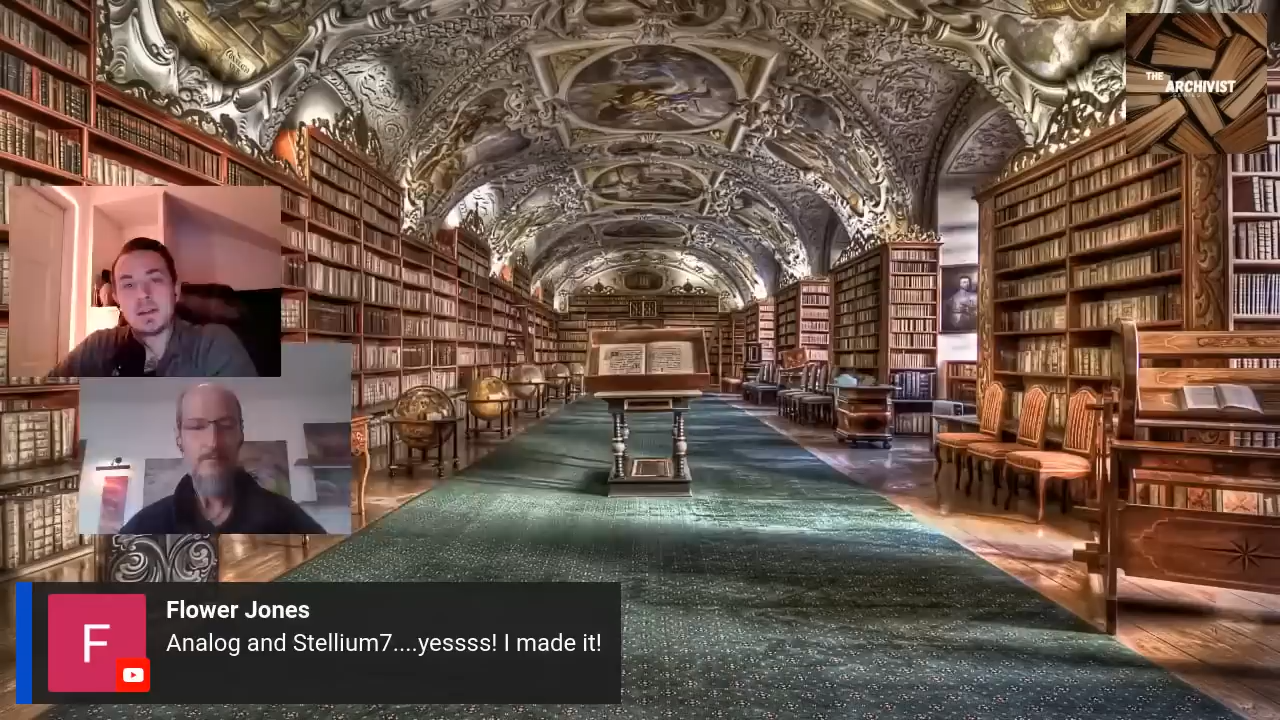 THE
ARCHIVIST
F
Flower Jones
Analog and Stellium7....yessss! I made it!